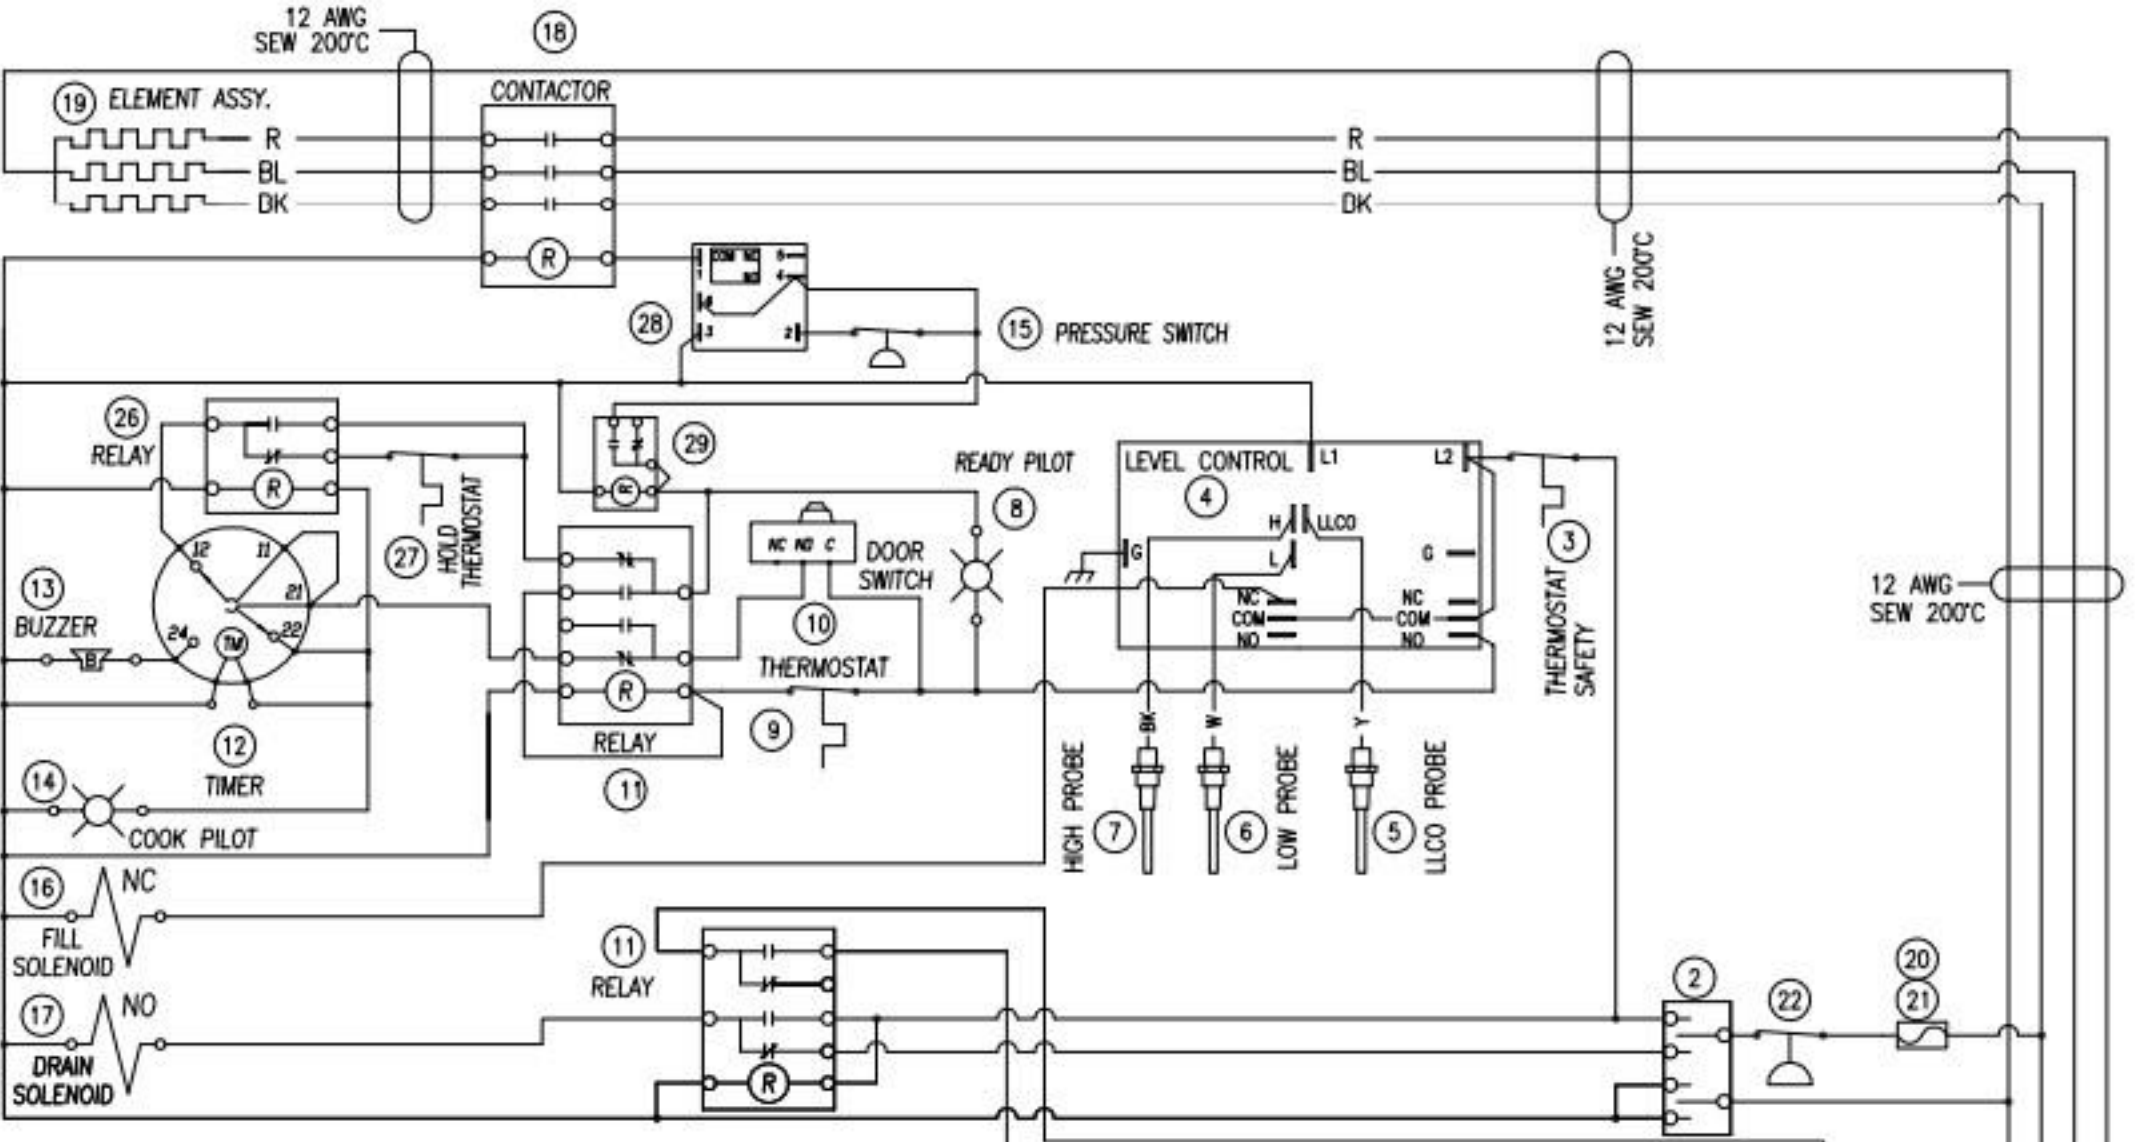 12 AWG
SEW 200°C
18
CONTACTOR
19 ELEMENT ASSY.
R
BL
DK
R
BL
DK
12 AWG
SEW 200°C
R
COM NC
NO
1
4
3
2
28
15 PRESSURE SWITCH
26
RELAY
R
27
HOLD
THERMOSTAT
29
READY PILOT
8
LEVEL CONTROL
4
L1
L2
H
LLCO
L
G
G
NC
COM
NO
NC
COM
NO
3
THERMOSTAT
SAFETY
12 AWG
SEW 200°C
12
11
21
22
24
TM
13
BUZZER
B
12
TIMER
NC NO C
DOOR
SWITCH
10
THERMOSTAT
9
R
RELAY
11
14
COOK PILOT
BK
W
Y
HIGH PROBE
7
6
LOW PROBE
5
LLCO PROBE
16
NC
FILL
SOLENOID
17
NO
DRAIN
SOLENOID
11
RELAY
R
2
22
20
21